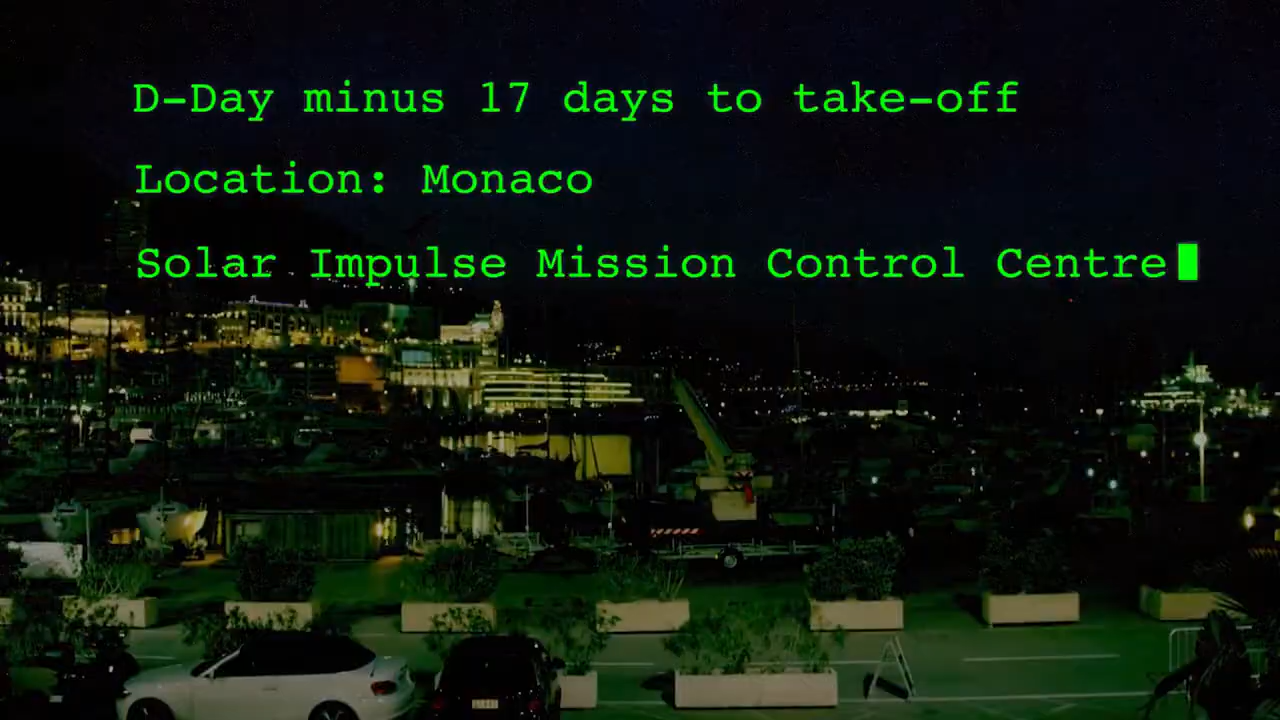 D-Day minus 17 days to take-off
Location: Monaco
Solar Impulse Mission Control Centre